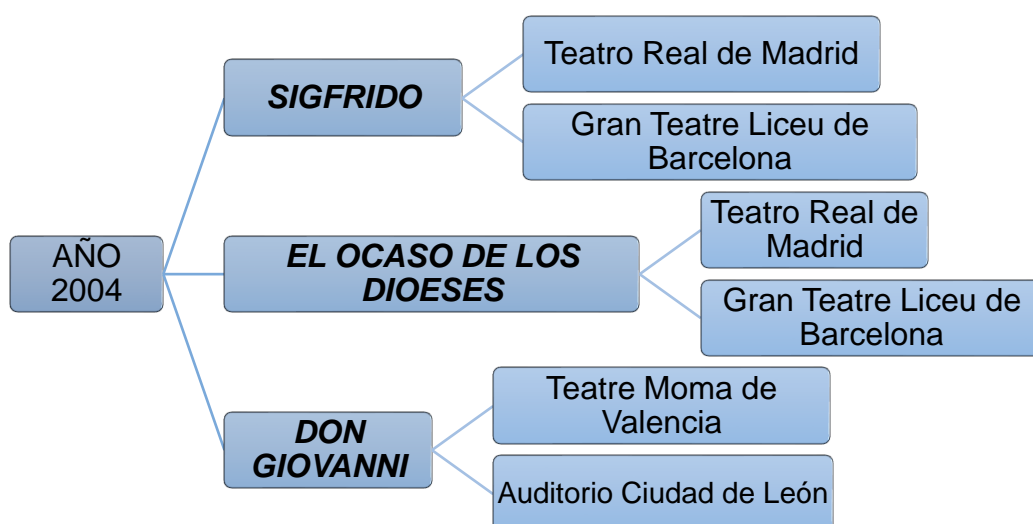 AÑO
2004
SIGFRIDO
Teatro Real de Madrid
Gran Teatre Liceu de
Barcelona
EL OCASO DE LOS
DIOESES
Teatro Real de
Madrid
Gran Teatre Liceu de
Barcelona
DON
GIOVANNI
Teatre Moma de
Valencia
Auditorio Ciudad de León